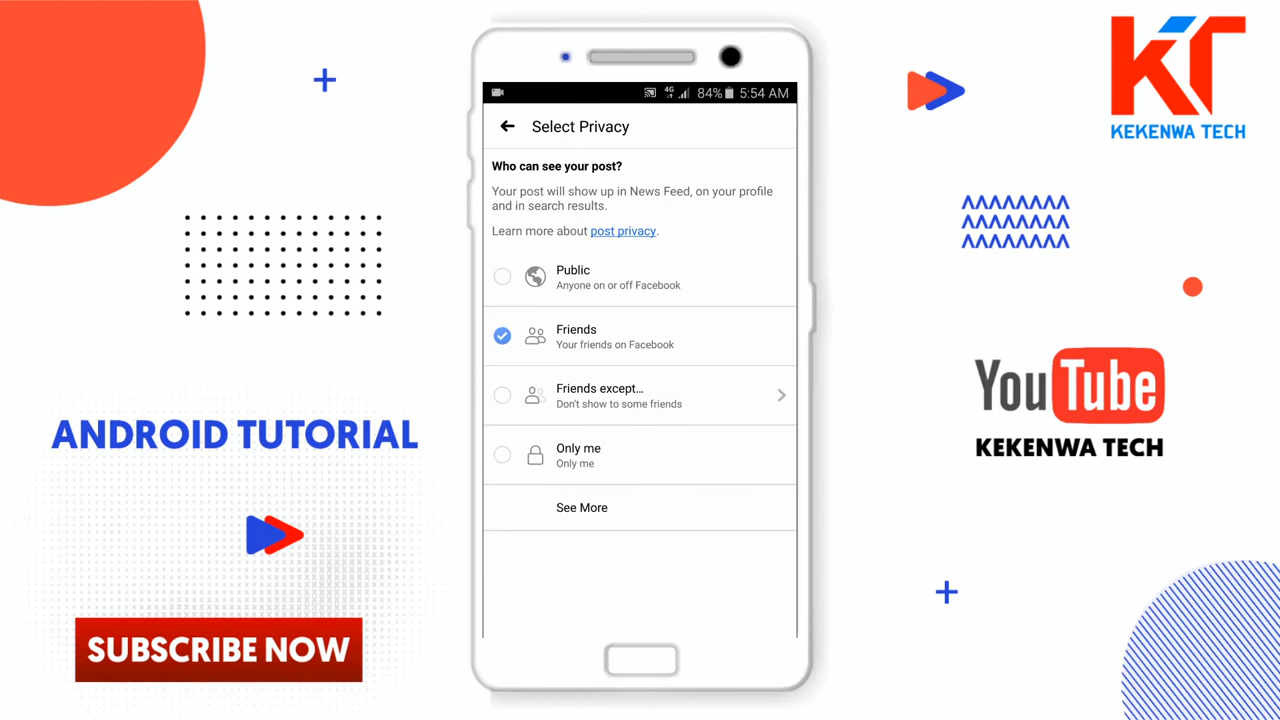 4G
84%
5:54 AM
Select Privacy
Who can see your post?
Your post will show up in News Feed, on your profile
and in search results.
Learn more about post privacy.
Public
Anyone on or off Facebook
Friends
Your friends on Facebook
Friends except...
Don't show to some friends
Only me
Only me
See More
ANDROID TUTORIAL
SUBSCRIBE NOW
KT
KEKENWA TECH
YouTube
KEKENWA TECH